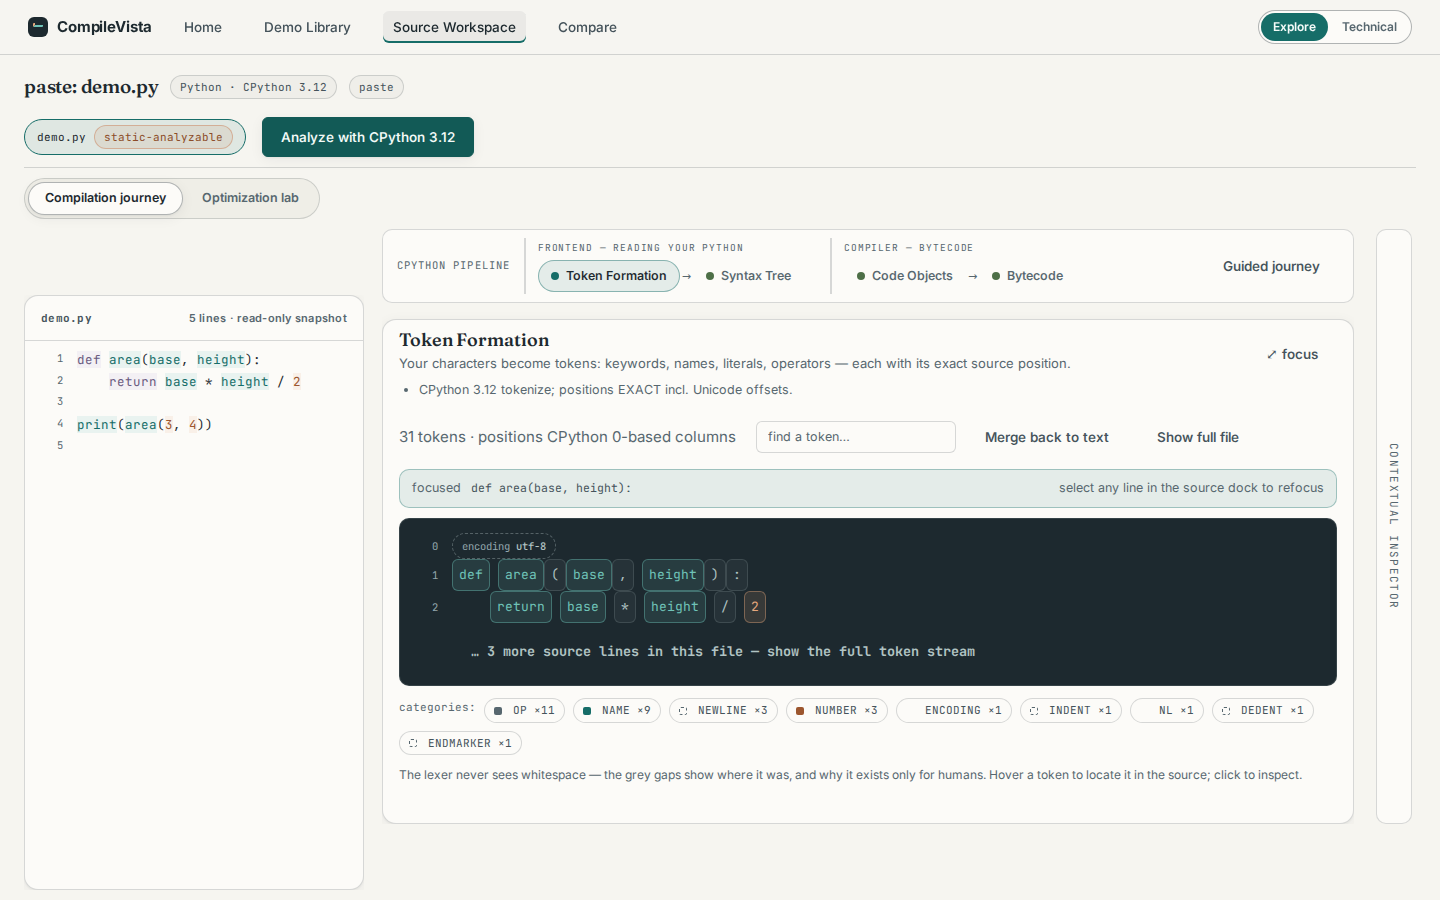 CompileVista Home Demo Library Source Workspace Compare Explore Technical
paste: demo.py Python · CPython 3.12 paste
demo.py static-analyzable Analyze with CPython 3.12
Compilation journey Optimization lab
CPYTHON PIPELINE
FRONTEND — READING YOUR PYTHON
Token Formation → Syntax Tree
COMPILER — BYTECODE
Code Objects → Bytecode
Guided journey
demo.py 5 lines · read-only snapshot
1 def area(base, height):
2 return base * height / 2
3
4 print(area(3, 4))
5
Token Formation
Your characters become tokens: keywords, names, literals, operators — each with its exact source position.
⤢ focus
• CPython 3.12 tokenize; positions EXACT incl. Unicode offsets.
31 tokens · positions CPython 0-based columns find a token... Merge back to text Show full file
focused def area(base, height): select any line in the source dock to refocus
0 encoding utf-8
1 def area ( base , height ) :
2 return base * height / 2
… 3 more source lines in this file — show the full token stream
categories: OP ×11 NAME ×9 NEWLINE ×3 NUMBER ×3 ENCODING ×1 INDENT ×1 NL ×1 DEDENT ×1
ENDMARKER ×1
The lexer never sees whitespace — the grey gaps show where it was, and why it exists only for humans. Hover a token to locate it in the source; click to inspect.
CONTEXTUAL INSPECTOR